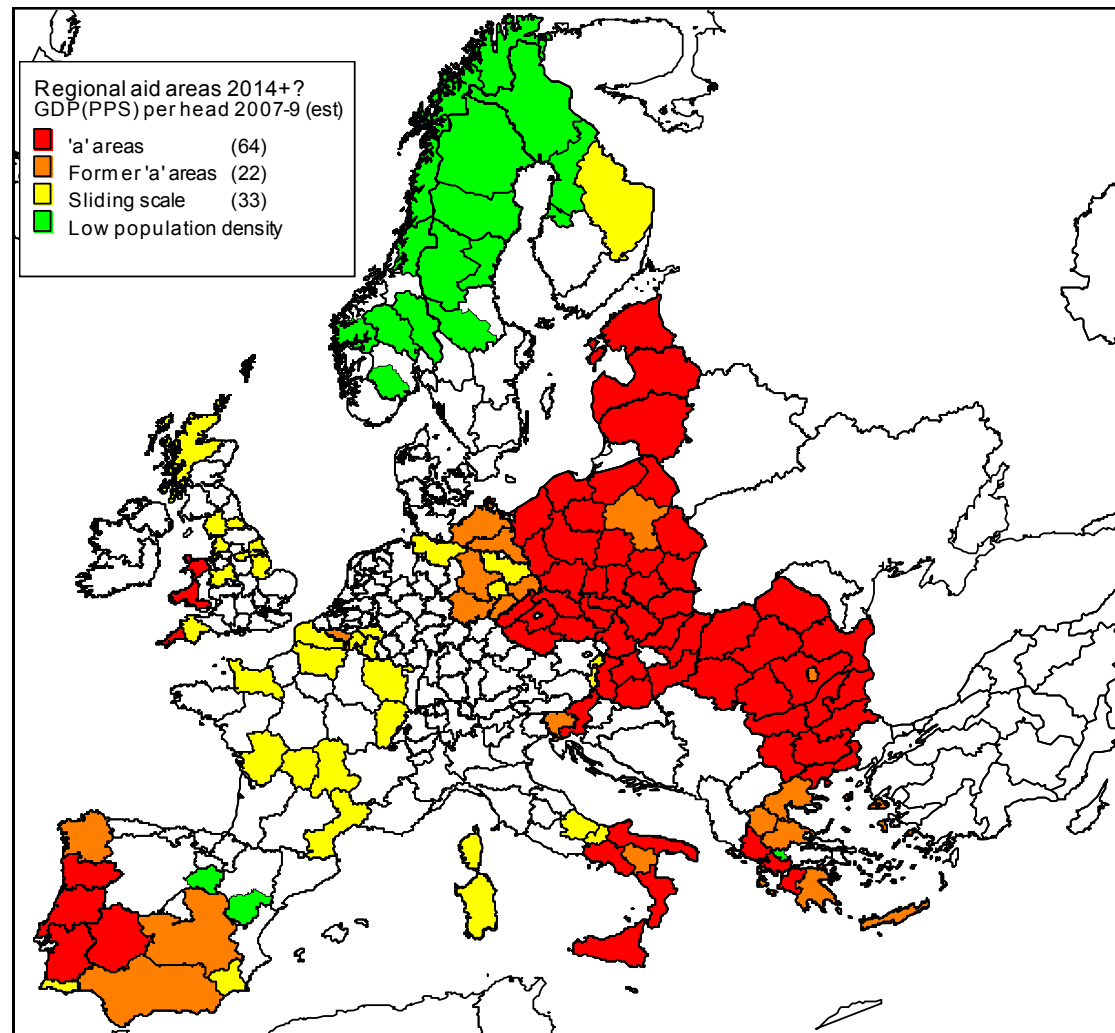 Regional aid areas 2014+?
GDP(PPS) per head 2007-9 (est)
'a' areas (64)
Former 'a' areas (22)
Sliding scale (33)
Low population density